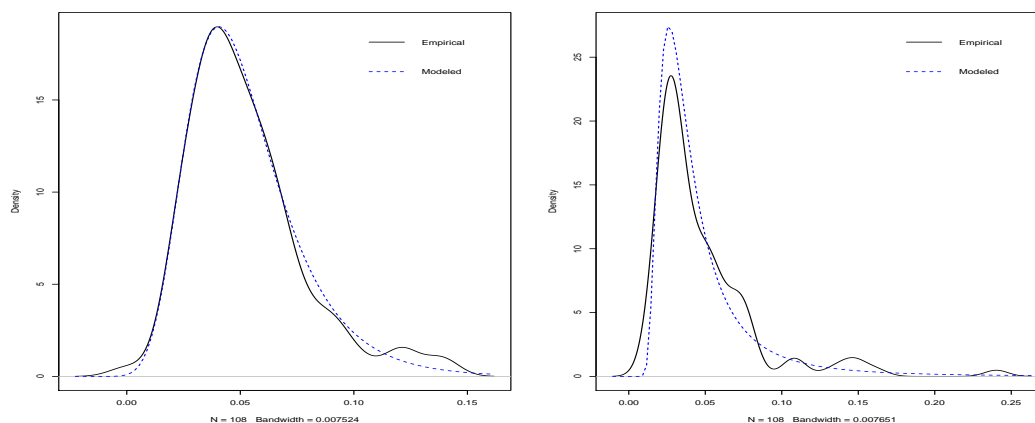 Empirical
Modeled
Density
15
10
5
0
0.00 0.05 0.10 0.15
N = 108 Bandwidth = 0.007524
Empirical
Modeled
Density
25
20
15
10
5
0
0.00 0.05 0.10 0.15 0.20 0.25
N = 108 Bandwidth = 0.007651